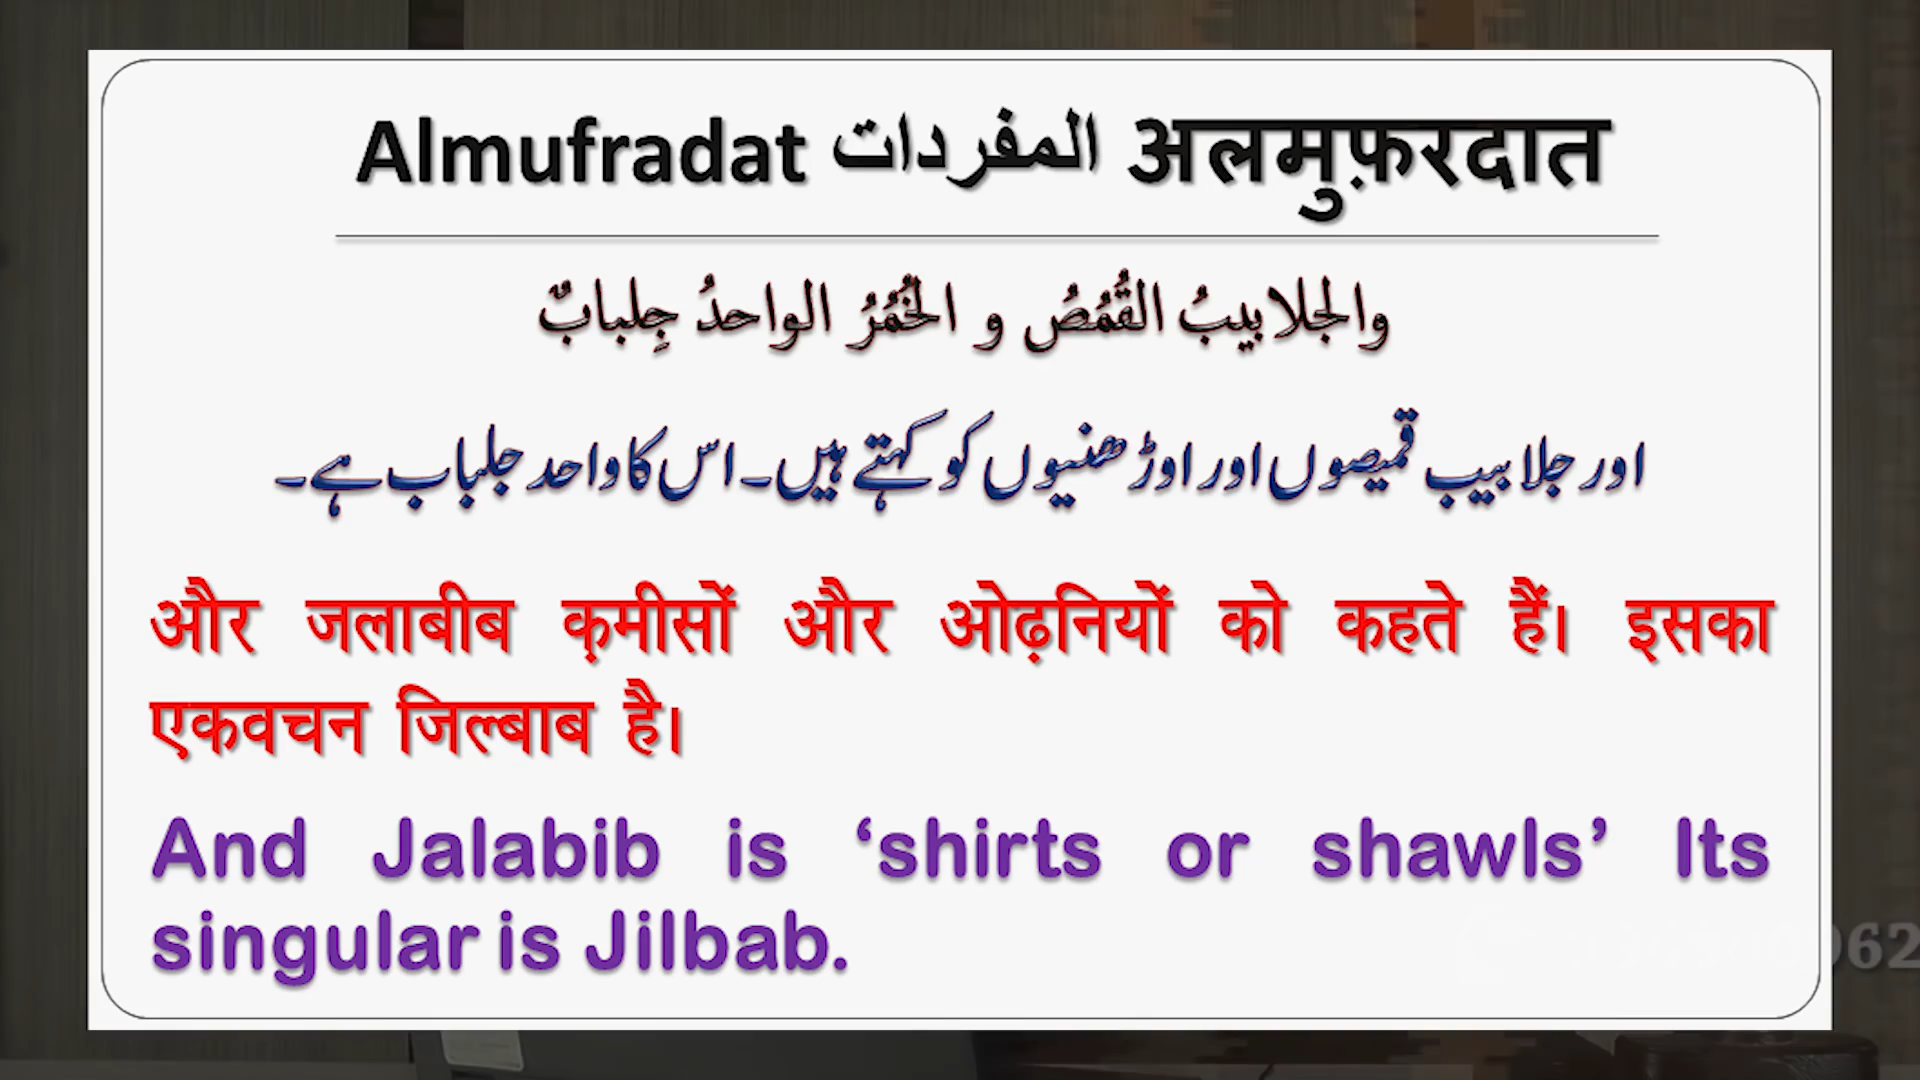 Almufradat المفردات अलमुफ़रदात
والجلابيبُ القُمُصُ و الخُمُرُ الواحدُ جِلبابٌ
اور جلابیب قمیصوں اور اوڑھنیوں کو کہتے ہیں۔ اس کا واحد جلباب ہے۔
और जलाबीब क़मीसों और ओढ़नियों को कहते हैं। इसका
एकवचन जिल्बाब है।
And Jalabib is ‘shirts or shawls’ Its
singular is Jilbab.